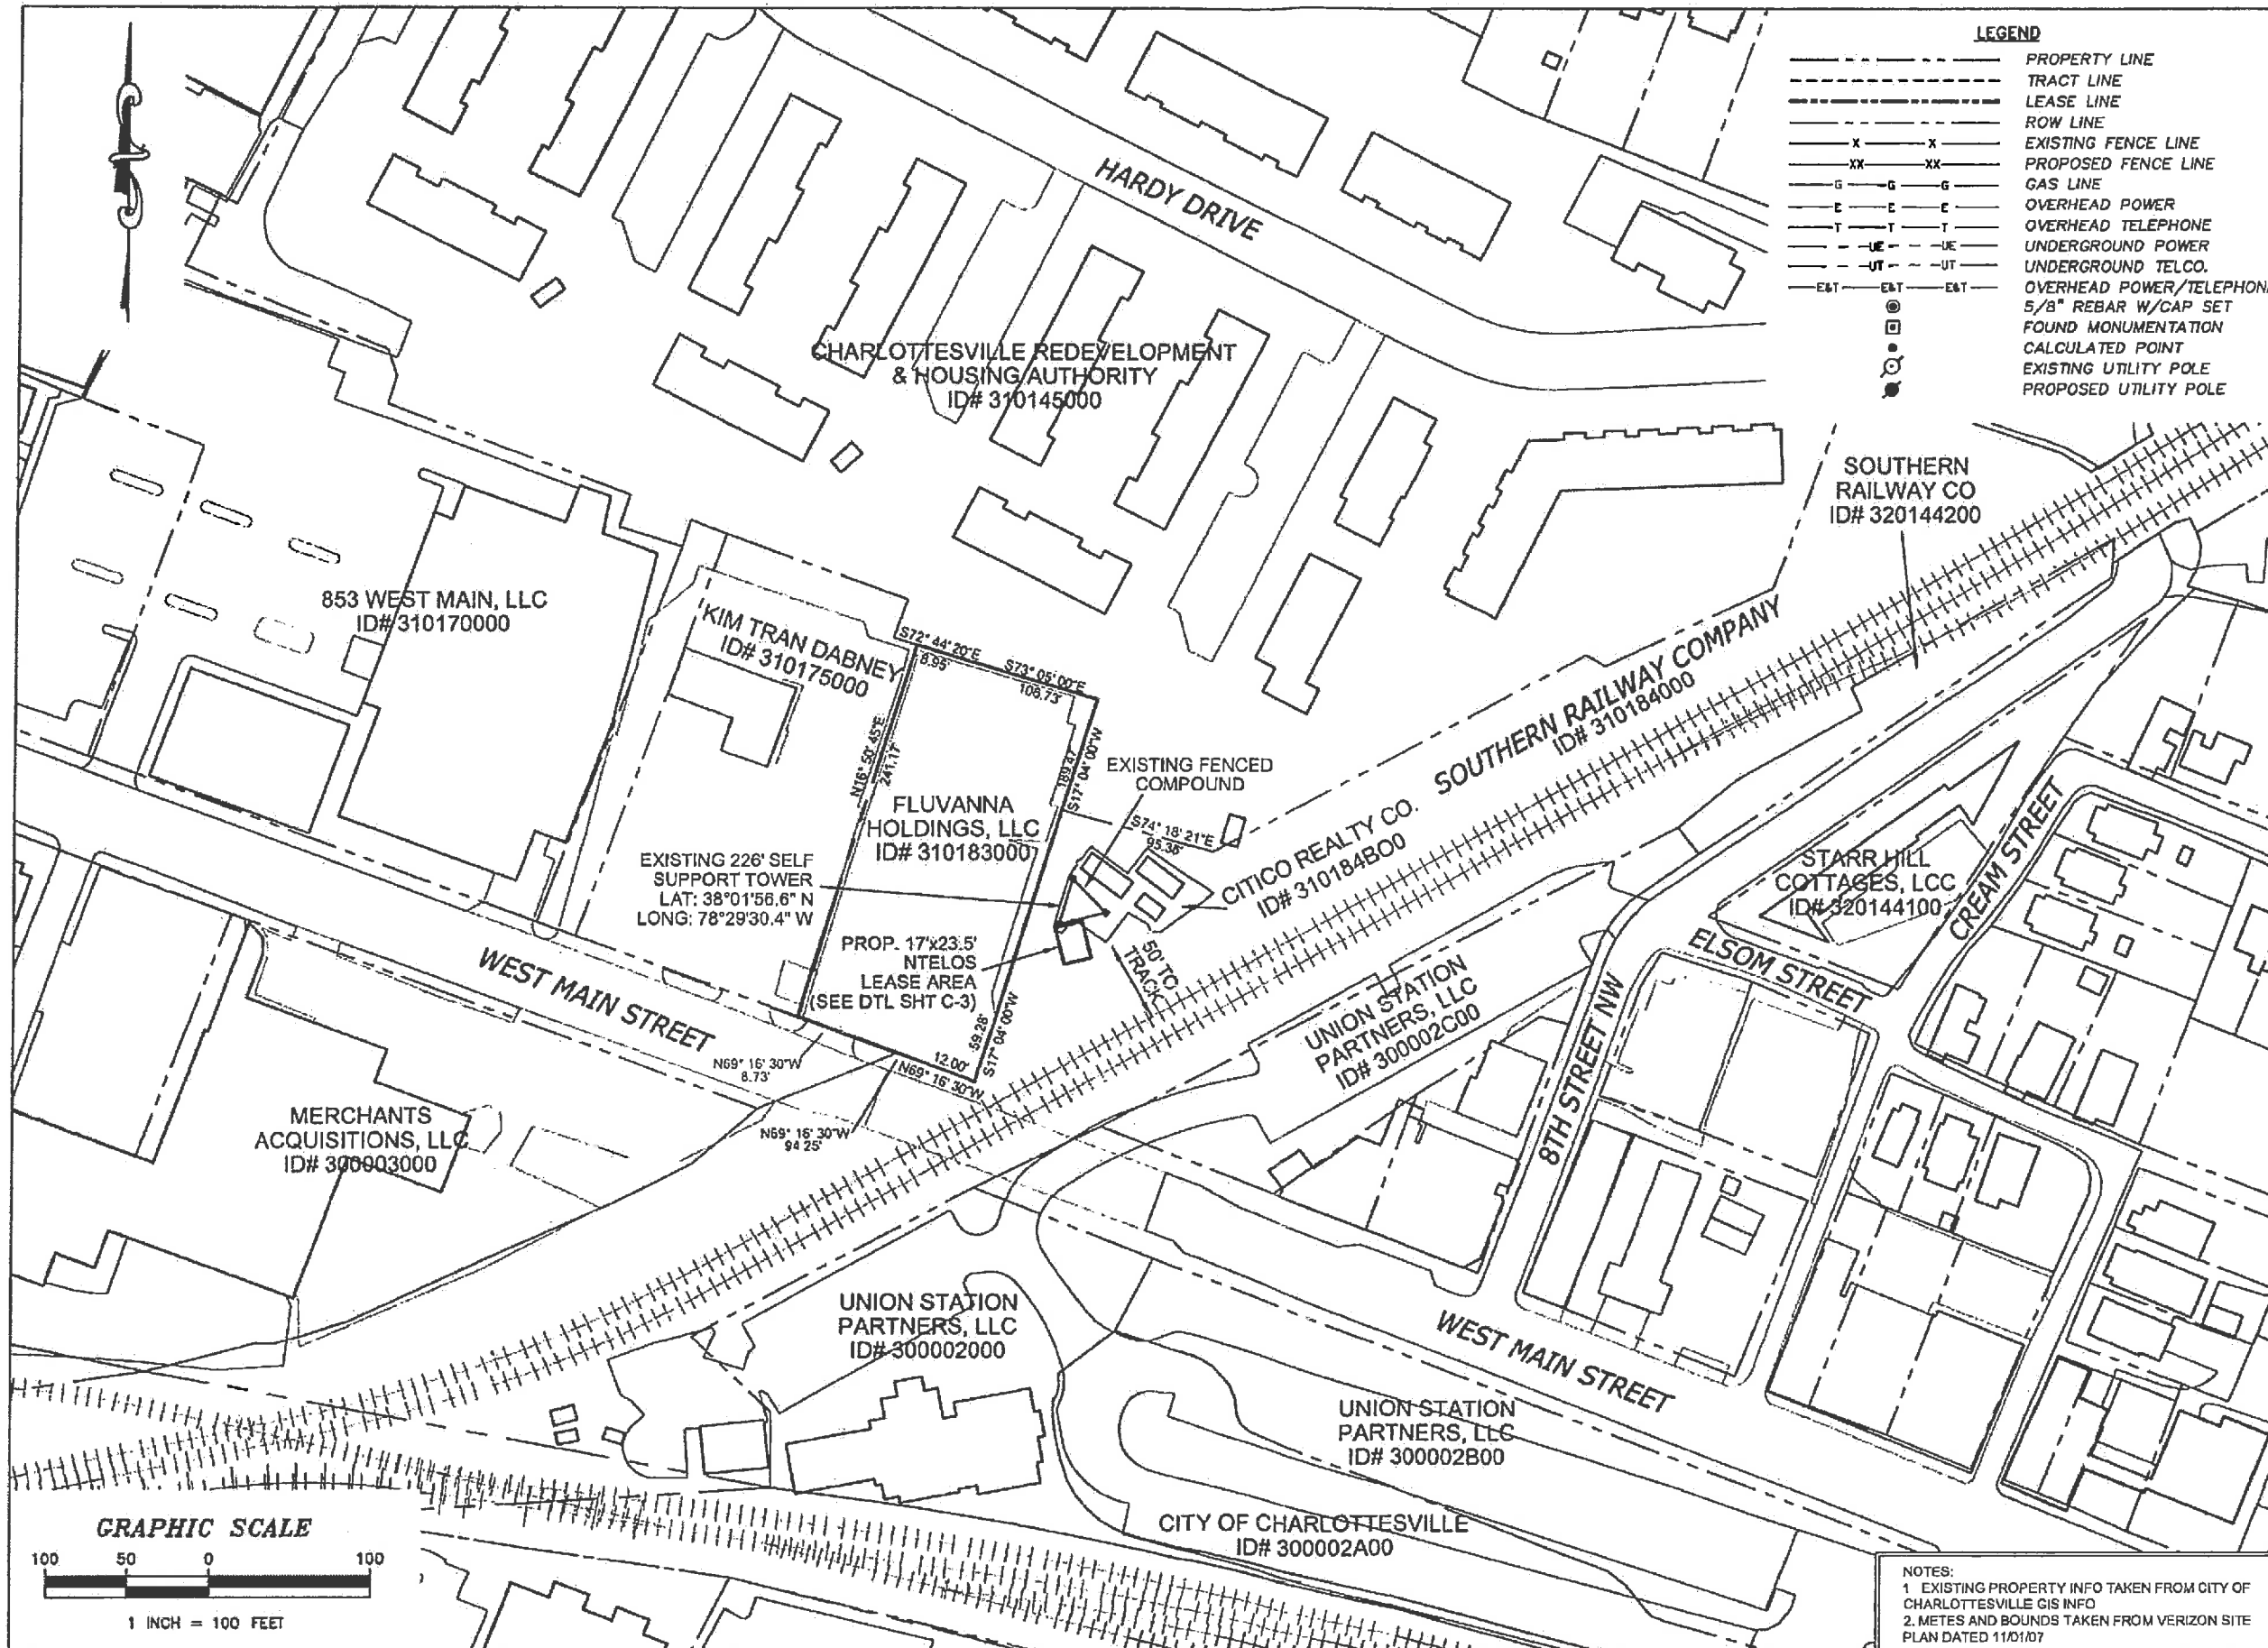 LEGEND
PROPERTY LINE
TRACT LINE
LEASE LINE
ROW LINE
X X EXISTING FENCE LINE
XX XX PROPOSED FENCE LINE
G G G GAS LINE
E E E OVERHEAD POWER
T T T OVERHEAD TELEPHONE
UE UE UNDERGROUND POWER
UT UT UNDERGROUND TELCO.
E&T E&T E&T OVERHEAD POWER/TELEPHONE
5/8" REBAR W/CAP SET
FOUND MONUMENTATION
CALCULATED POINT
EXISTING UTILITY POLE
PROPOSED UTILITY POLE
HARDY DRIVE
CHARLOTTESVILLE REDEVELOPMENT
& HOUSING AUTHORITY
ID# 310145000
SOUTHERN
RAILWAY CO
ID# 320144200
853 WEST MAIN, LLC
ID# 310170000
KIM TRAN DABNEY
ID# 310175000
S72° 44' 20"E
8.95'
S73° 05' 00"E
106.73'
N16° 50' 45"E
241.17'
189.47'
S17° 04' 00"W
SOUTHERN RAILWAY COMPANY
ID# 310184000
EXISTING FENCED
COMPOUND
S74° 18' 21"E
95.36'
FLUVANNA
HOLDINGS, LLC
ID# 310183000
EXISTING 226' SELF
SUPPORT TOWER
LAT: 38°01'56.6" N
LONG: 78°29'30.4" W
CITICO REALTY CO.
ID# 310184B00
STARR HILL
COTTAGES, LCC
ID# 320144100
CREAM STREET
ELSOM STREET
PROP. 17'x23.5'
NTELOS
LEASE AREA
(SEE DTL SHT C-3)
50' TO
TRACK
WEST MAIN STREET
UNION STATION
PARTNERS, LLC
ID# 300002C00
8TH STREET NW
59.28'
S17° 04' 00"W
12.00'
N69° 16' 30"W
N69° 16' 30"W
8.73'
N69° 16' 30"W
94 25'
MERCHANTS
ACQUISITIONS, LLC
ID# 300003000
UNION STATION
PARTNERS, LLC
ID# 300002000
WEST MAIN STREET
UNION STATION
PARTNERS, LLC
ID# 300002B00
CITY OF CHARLOTTESVILLE
ID# 300002A00
GRAPHIC SCALE
100 50 0 100
1 INCH = 100 FEET
NOTES:
1 EXISTING PROPERTY INFO TAKEN FROM CITY OF
CHARLOTTESVILLE GIS INFO
2. METES AND BOUNDS TAKEN FROM VERIZON SITE
PLAN DATED 11/01/07